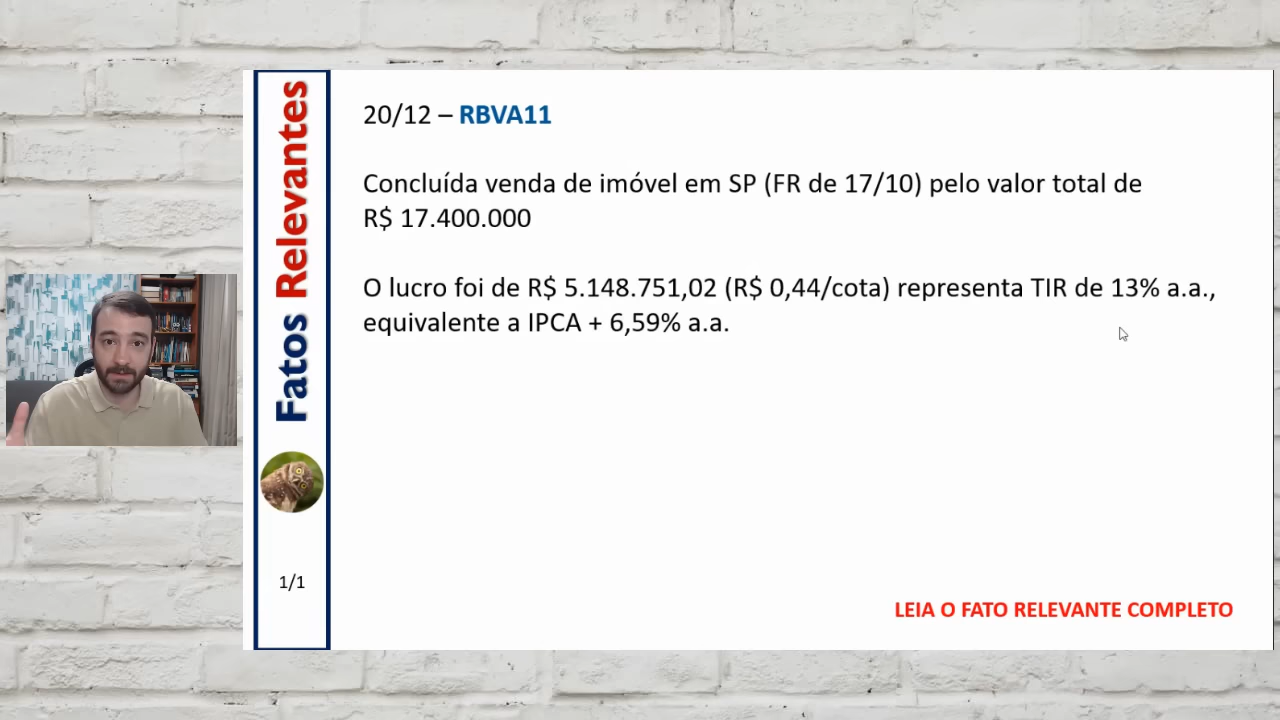 Fatos Relevantes
1/1
20/12 – RBVA11
Concluída venda de imóvel em SP (FR de 17/10) pelo valor total de
R$ 17.400.000
O lucro foi de R$ 5.148.751,02 (R$ 0,44/cota) representa TIR de 13% a.a.,
equivalente a IPCA + 6,59% a.a.
LEIA O FATO RELEVANTE COMPLETO